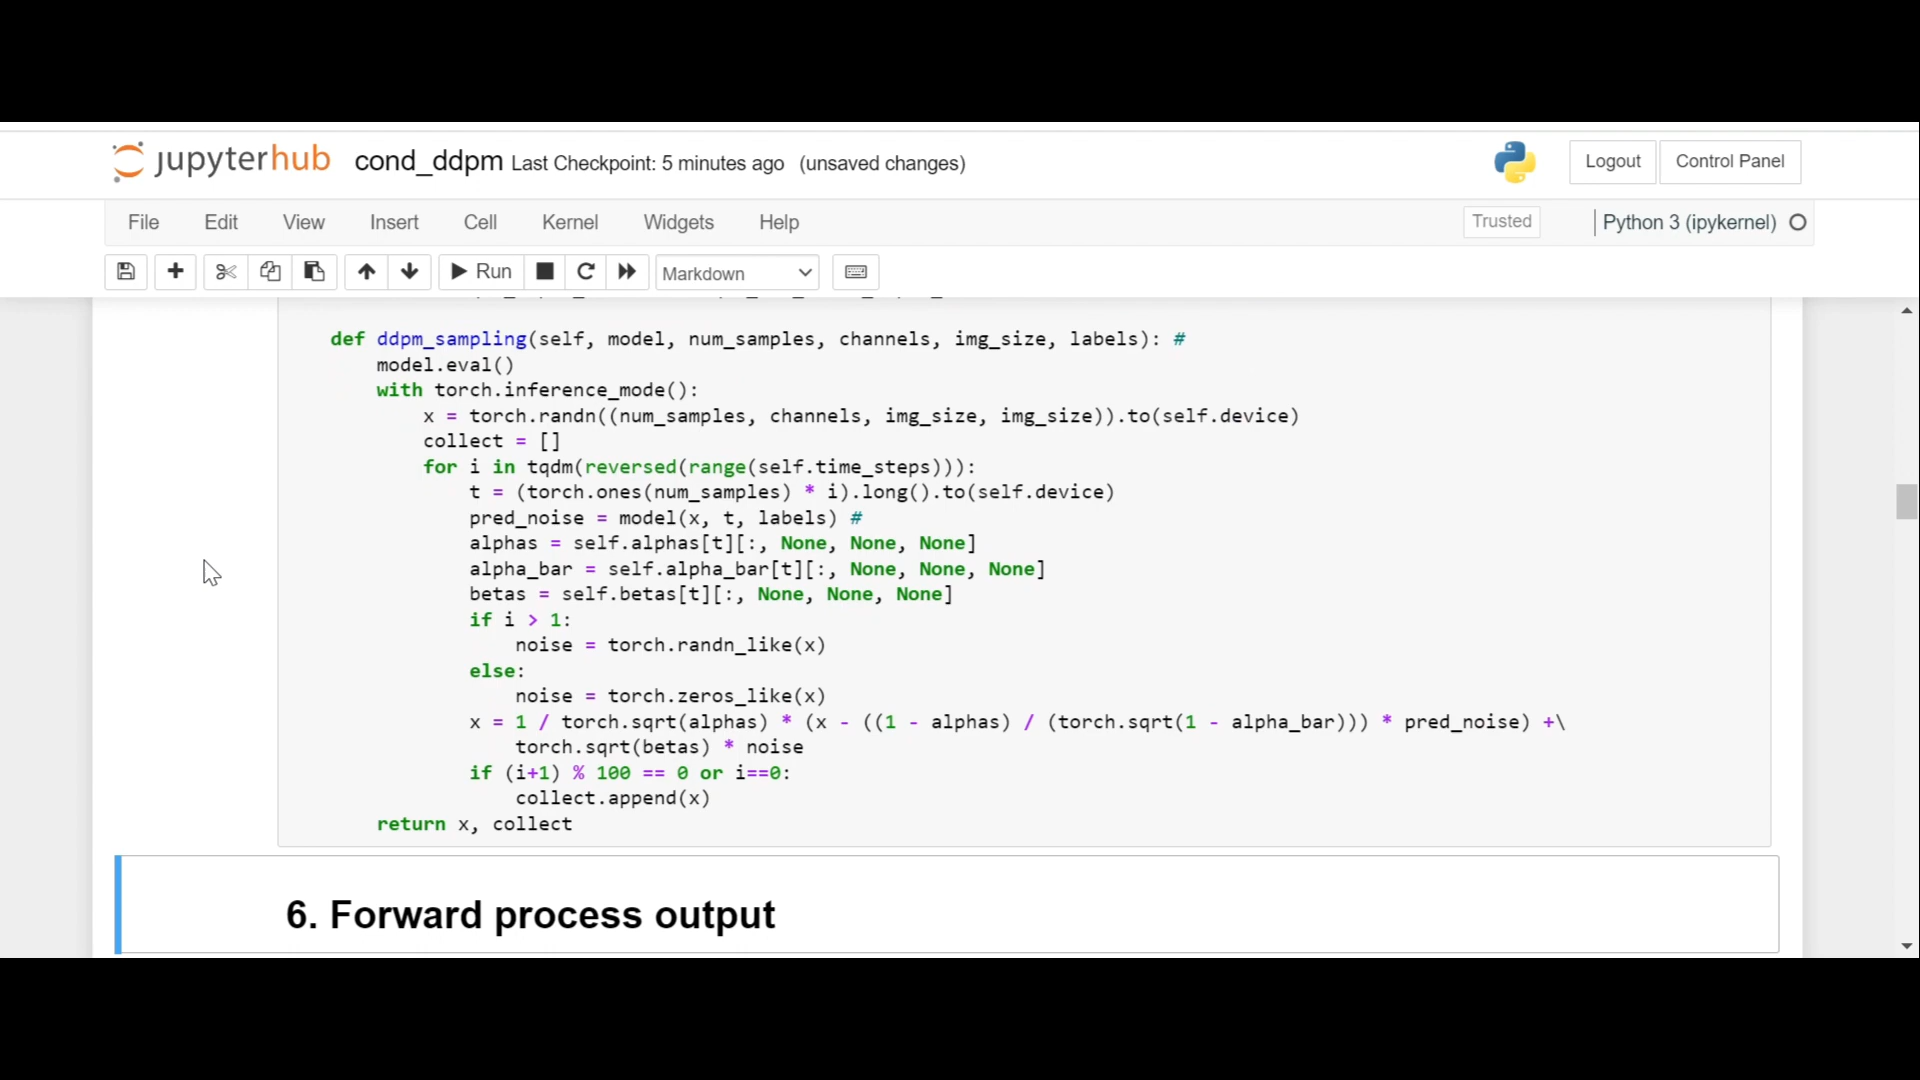 jupyterhub cond_ddpm Last Checkpoint: 5 minutes ago (unsaved changes) Logout Control Panel
File Edit View Insert Cell Kernel Widgets Help Trusted Python 3 (ipykernel)
Run Markdown
def ddpm_sampling(self, model, num_samples, channels, img_size, labels): #
model.eval()
with torch.inference_mode():
x = torch.randn((num_samples, channels, img_size, img_size)).to(self.device)
collect = []
for i in tqdm(reversed(range(self.time_steps))):
t = (torch.ones(num_samples) * i).long().to(self.device)
pred_noise = model(x, t, labels) #
alphas = self.alphas[t][:, None, None, None]
alpha_bar = self.alpha_bar[t][:, None, None, None]
betas = self.betas[t][:, None, None, None]
if i > 1:
noise = torch.randn_like(x)
else:
noise = torch.zeros_like(x)
x = 1 / torch.sqrt(alphas) * (x - ((1 - alphas) / (torch.sqrt(1 - alpha_bar))) * pred_noise) +\
torch.sqrt(betas) * noise
if (i+1) % 100 == 0 or i==0:
collect.append(x)
return x, collect
6. Forward process output